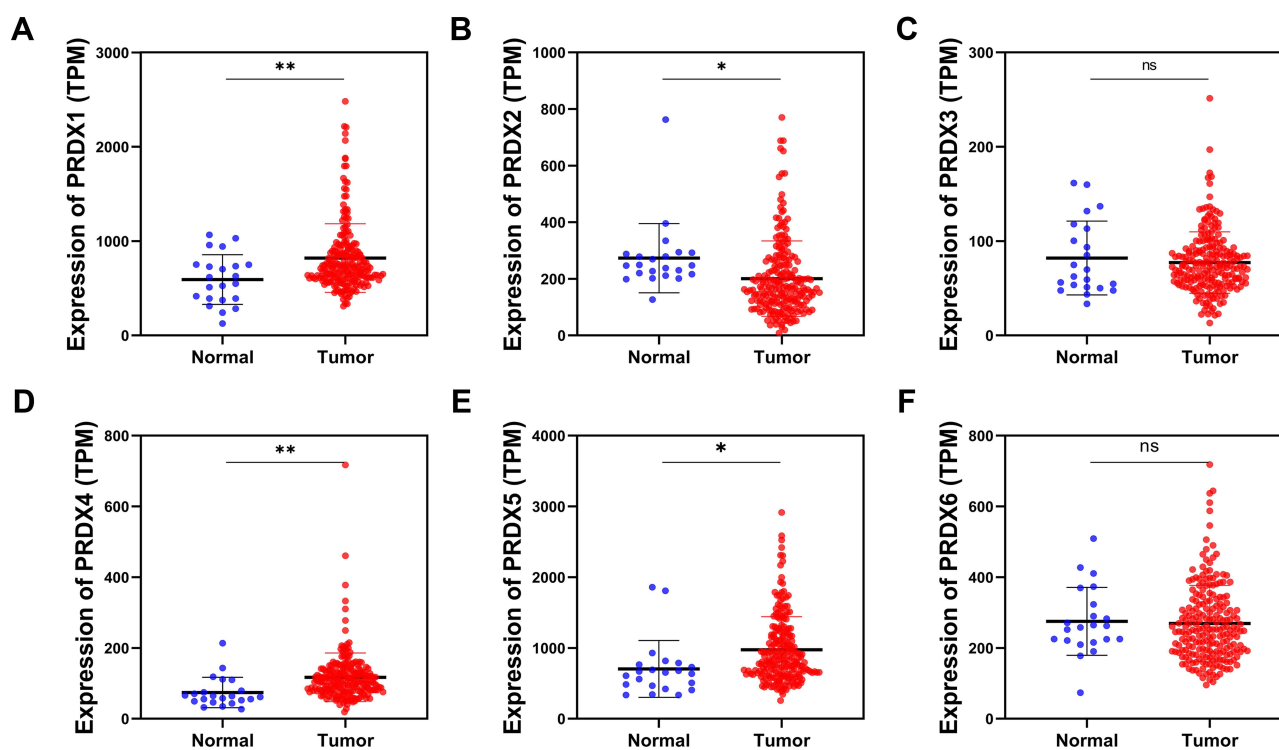 A
Expression of PRDX1 (TPM)
3000
2000
1000
0
**
Normal
Tumor
B
Expression of PRDX2 (TPM)
1000
800
600
400
200
0
*
Normal
Tumor
C
Expression of PRDX3 (TPM)
300
200
100
0
ns
Normal
Tumor
D
Expression of PRDX4 (TPM)
800
600
400
200
0
**
Normal
Tumor
E
Expression of PRDX5 (TPM)
4000
3000
2000
1000
0
*
Normal
Tumor
F
Expression of PRDX6 (TPM)
800
600
400
200
0
ns
Normal
Tumor